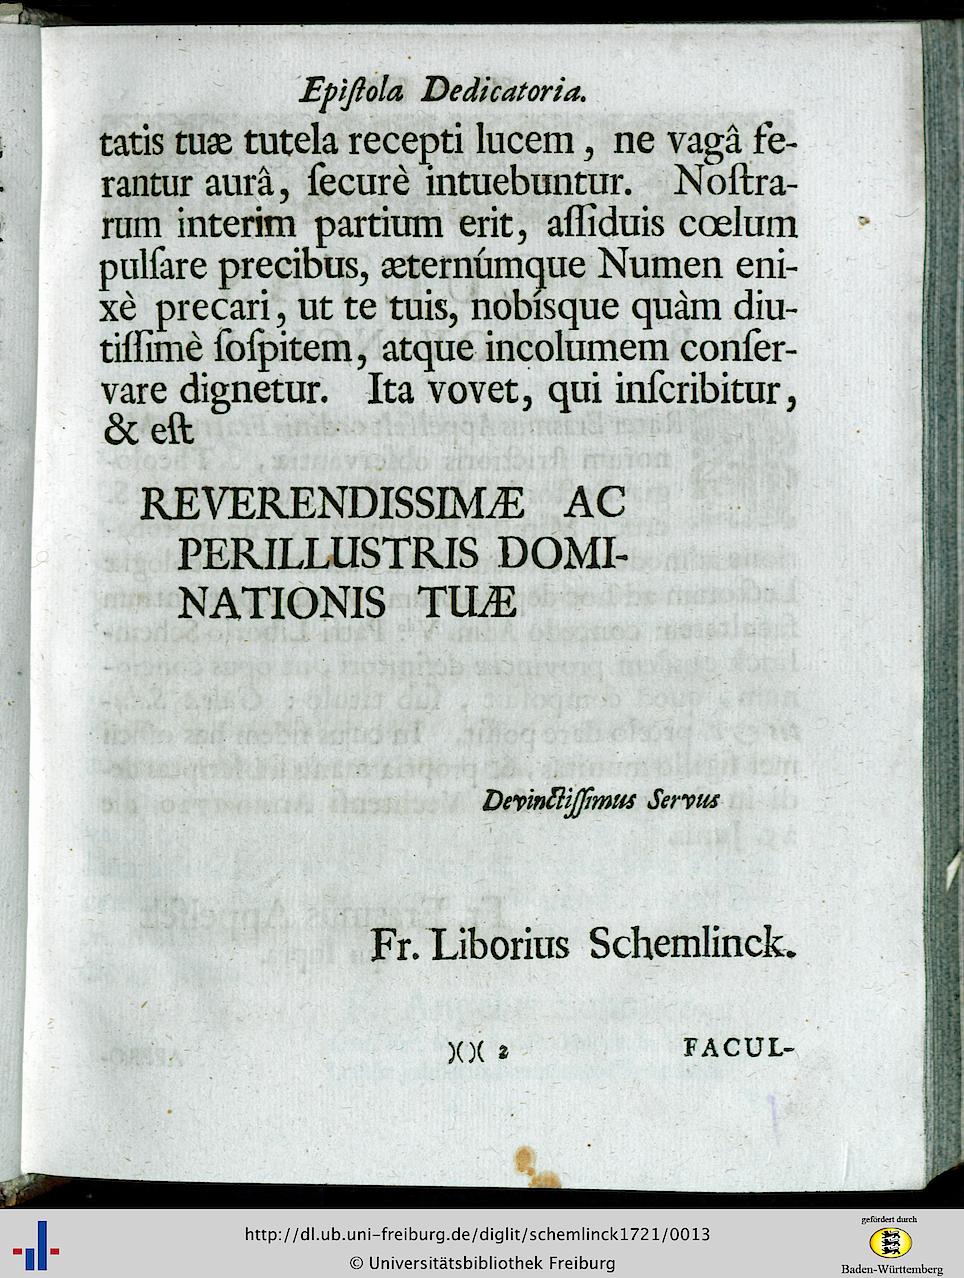 Epiſtola Dedicatoria.
tatis tuæ tutela recepti lucem, ne vagâ fe-
rantur aurâ, ſecurè intuebuntur. Noſtra-
rum interim partium erit, aſſiduis cœlum
pulſare precibus, æternúmque Numen eni-
xè precari, ut te tuis, nobísque quàm diu-
tiſſimè ſoſpitem, atque incolumem conſer-
vare dignetur. Ita vovet, qui inſcribitur,
& eſt
REVERENDISSIMÆ AC
PERILLUSTRIS DOMI-
NATIONIS TUÆ
Devinctiſſimus Servus
Fr. Liborius Schemlinck.
)( )( 2 FACUL-
http://dl.ub.uni-freiburg.de/diglit/schemlinck1721/0013
© Universitätsbibliothek Freiburg
gefördert durch
Baden-Württemberg